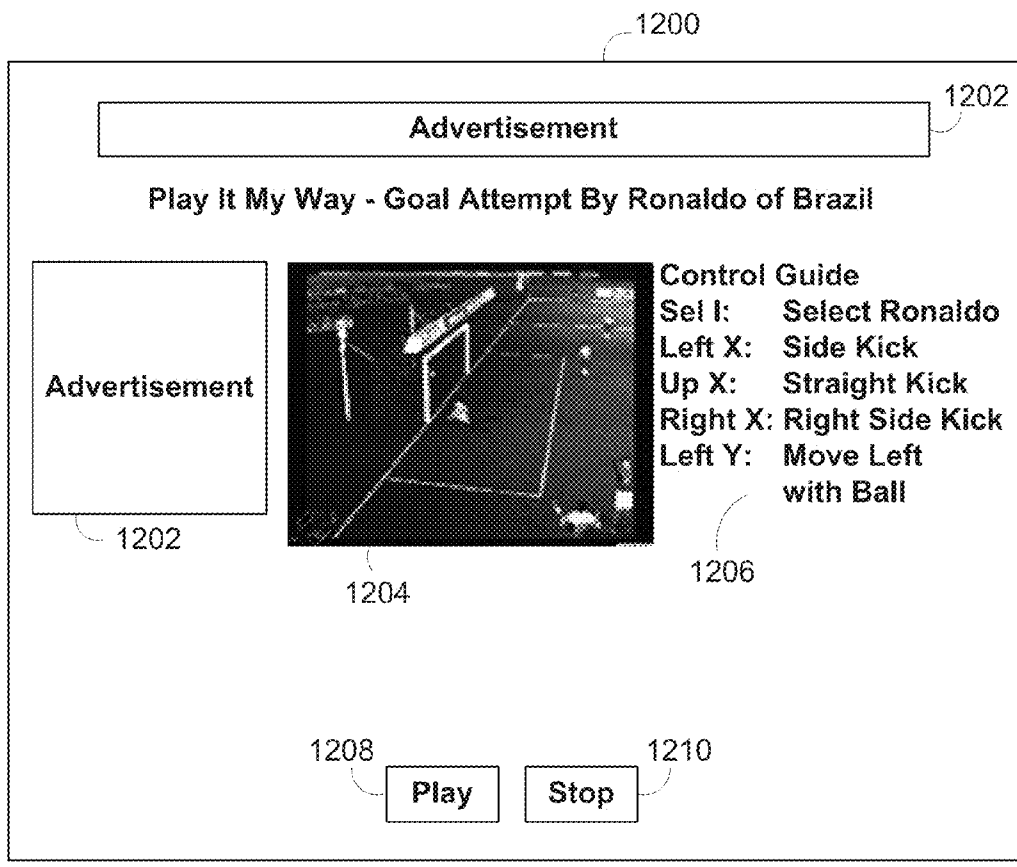 1200
Advertisement
1202
Play It My Way - Goal Attempt By Ronaldo of Brazil
Advertisement
1202
1204
Control Guide
Sel I: Select Ronaldo
Left X: Side Kick
Up X: Straight Kick
Right X: Right Side Kick
Left Y: Move Left
with Ball
1206
1208
Play
Stop
1210